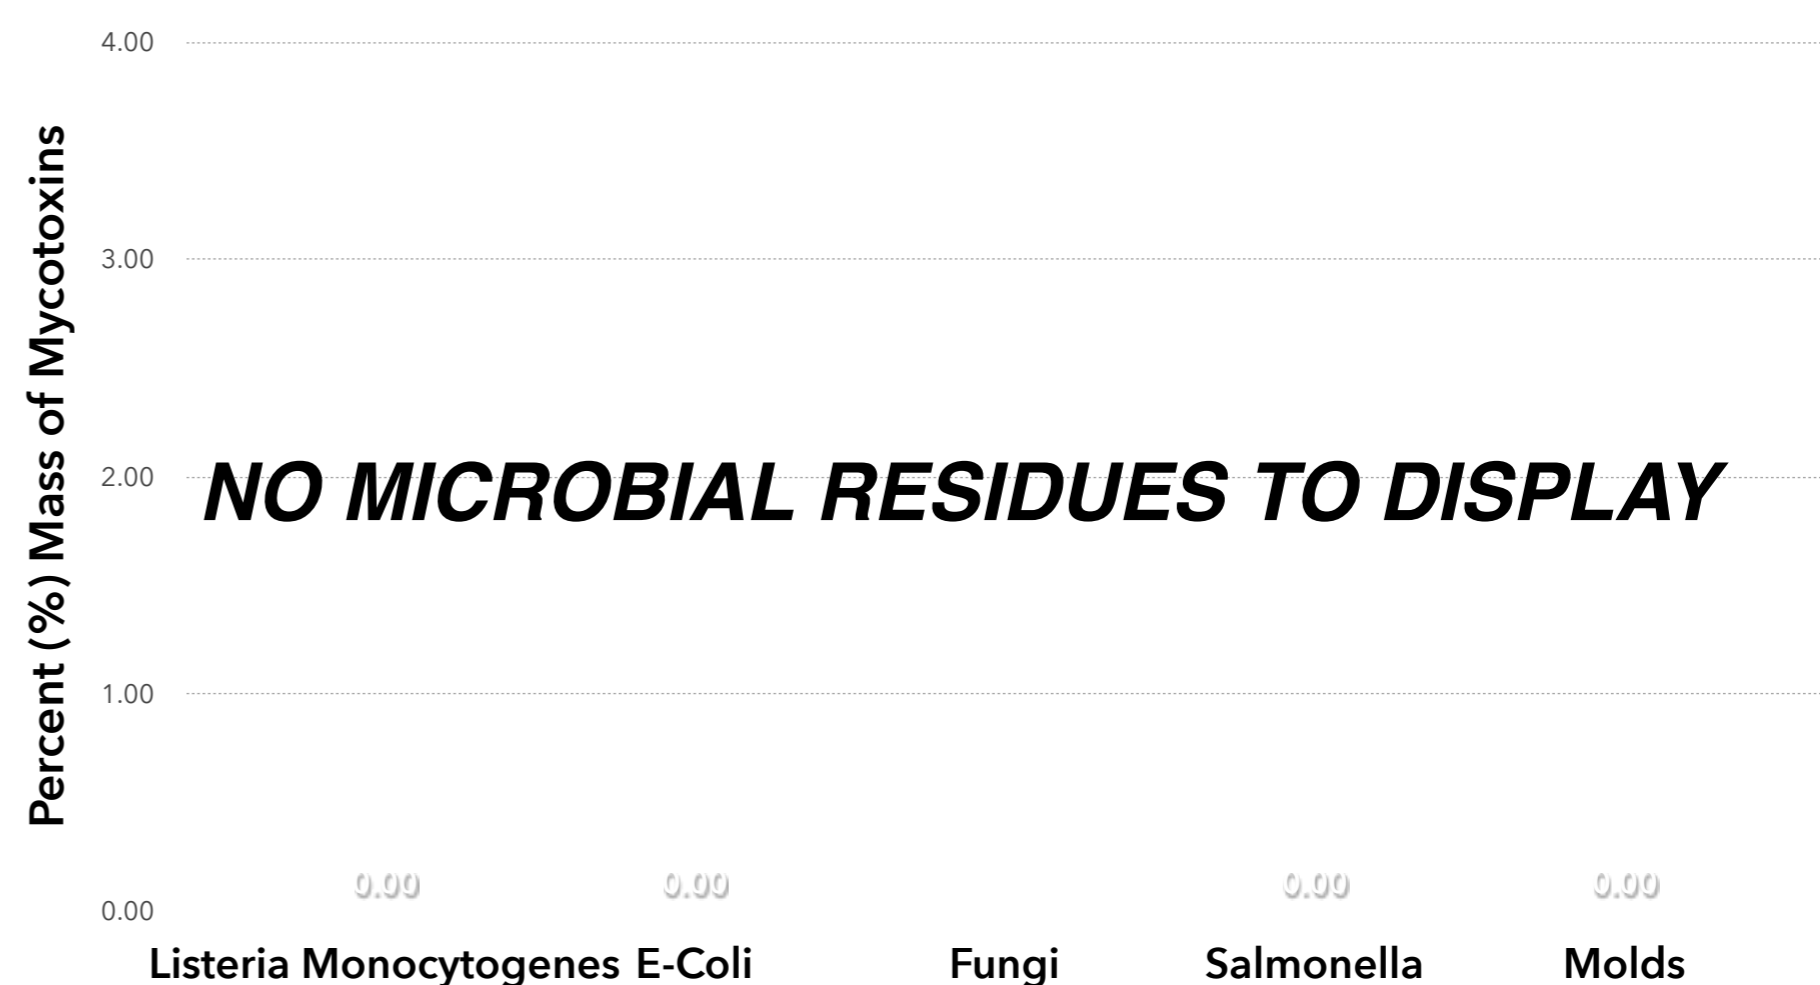 4.00
3.00
2.00
1.00
0.00
Percent (%) Mass of Mycotoxins
NO MICROBIAL RESIDUES TO DISPLAY
0.00 0.00 0.00 0.00
Listeria Monocytogenes E-Coli Fungi Salmonella Molds